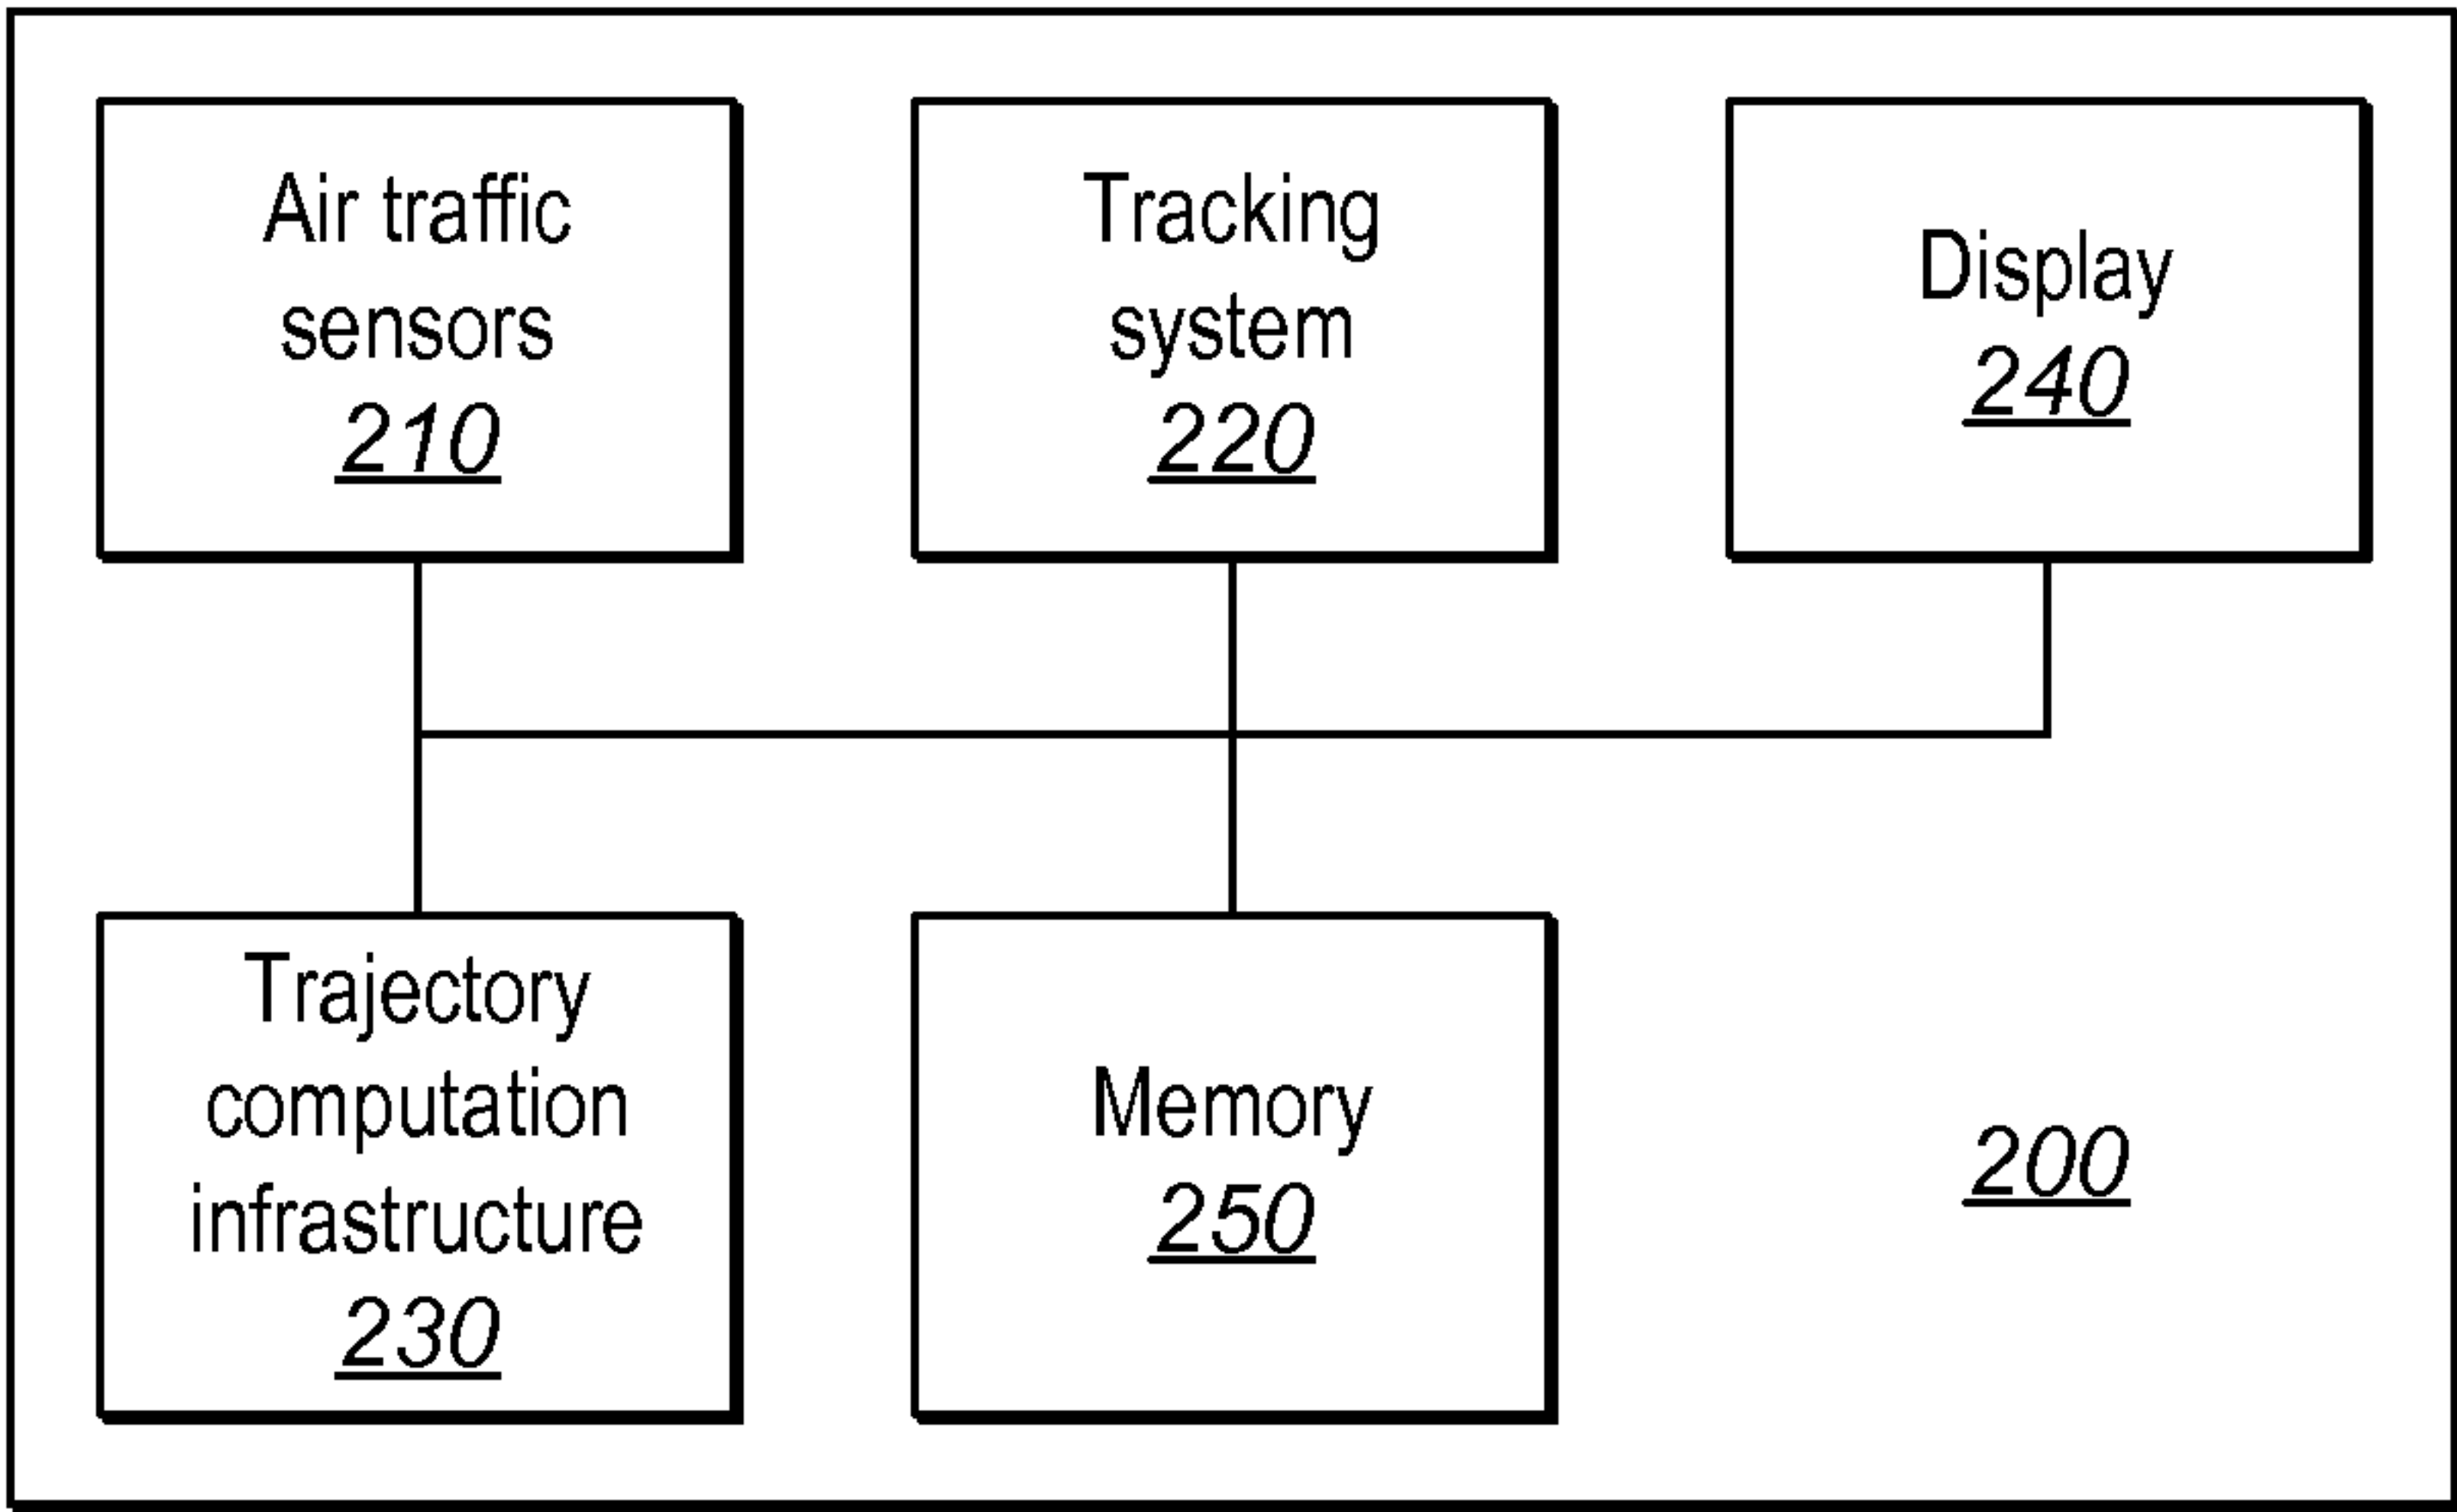 Air traffic
sensors
210
Tracking
system
220
Display
240
Trajectory
computation
infrastructure
230
Memory
250
200